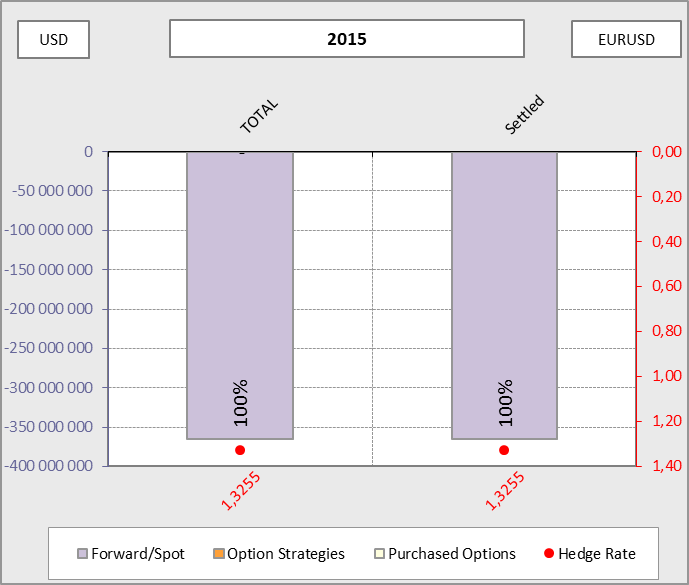 USD 2015 EURUSD
TOTAL Settled
0 0,00
-50 000 000 0,20
-100 000 000 0,40
-150 000 000 0,60
-200 000 000 0,80
-250 000 000 1,00
-300 000 000 1,20
-350 000 000 1,40
-400 000 000
100% 100%
1,3255 1,3255
Forward/Spot Option Strategies Purchased Options Hedge Rate